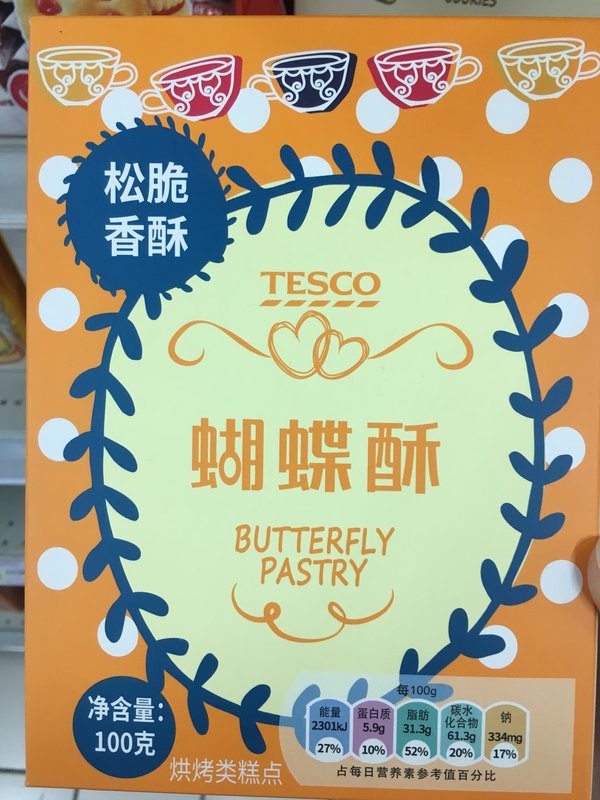 COOKIES
松脆
香酥
TESCO
蝴蝶酥
BUTTERFLY
PASTRY
净含量:
100克
烘烤类糕点
每100g
能量
2301kJ
27%
蛋白质
5.9g
10%
脂肪
31.3g
52%
碳水
化合物
61.3g
20%
钠
334mg
17%
占每日营养素参考值百分比